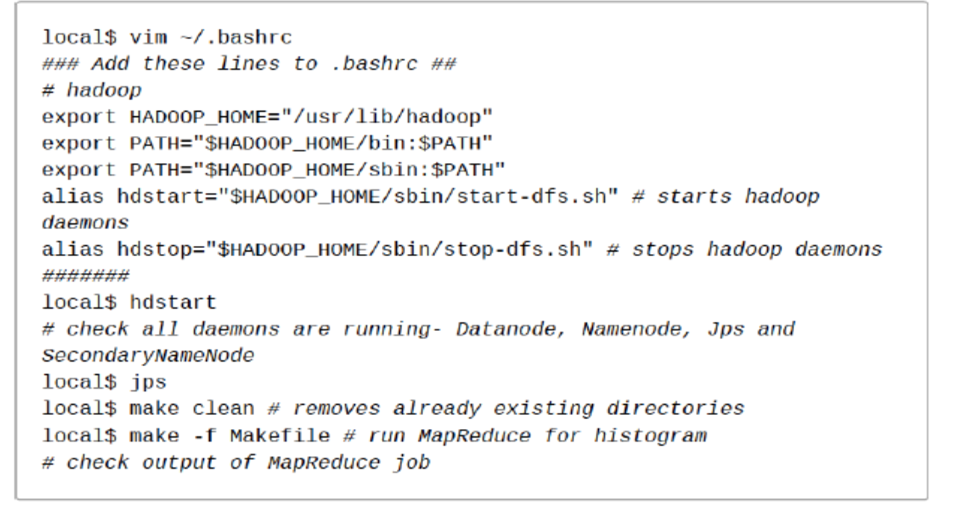 local$ vim ~/.bashrc
### Add these lines to .bashrc ##
# hadoop
export HADOOP_HOME="/usr/lib/hadoop"
export PATH="$HADOOP_HOME/bin:$PATH"
export PATH="$HADOOP_HOME/sbin:$PATH"
alias hdstart="$HADOOP_HOME/sbin/start-dfs.sh" # starts hadoop
daemons
alias hdstop="$HADOOP_HOME/sbin/stop-dfs.sh" # stops hadoop daemons
#######
local$ hdstart
# check all daemons are running- Datanode, Namenode, Jps and
SecondaryNameNode
local$ jps
local$ make clean # removes already existing directories
local$ make -f Makefile # run MapReduce for histogram
# check output of MapReduce job